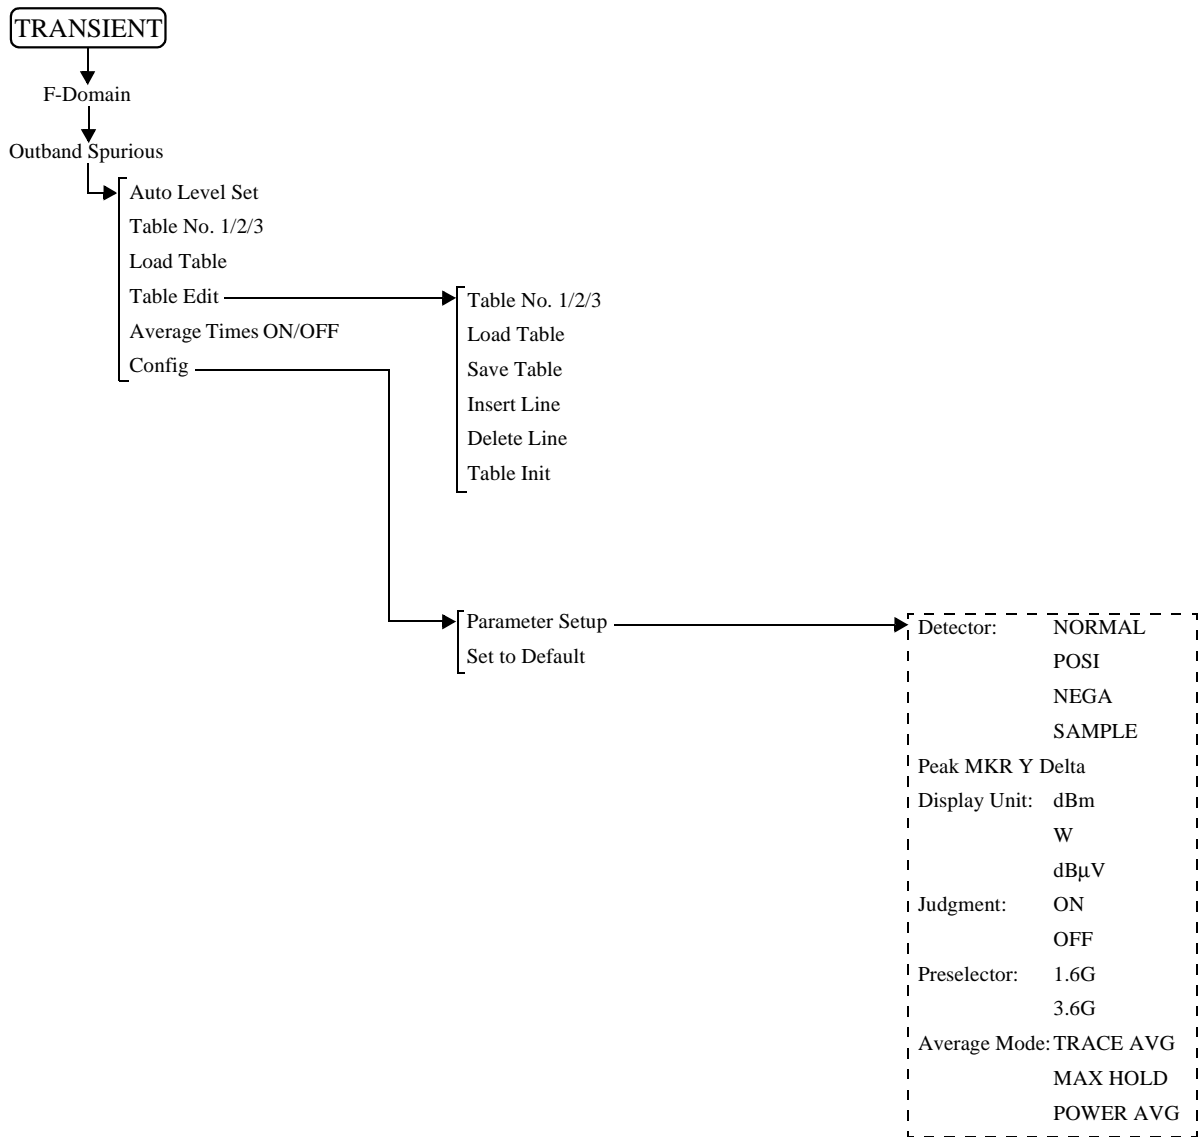 TRANSIENT
F-Domain
Outband Spurious
Auto Level Set
Table No. 1/2/3
Load Table
Table Edit
Average Times ON/OFF
Config
Table No. 1/2/3
Load Table
Save Table
Insert Line
Delete Line
Table Init
Parameter Setup
Set to Default
Detector: NORMAL
POSI
NEGA
SAMPLE
Peak MKR Y Delta
Display Unit: dBm
W
dBµV
Judgment: ON
OFF
Preselector: 1.6G
3.6G
Average Mode: TRACE AVG
MAX HOLD
POWER AVG